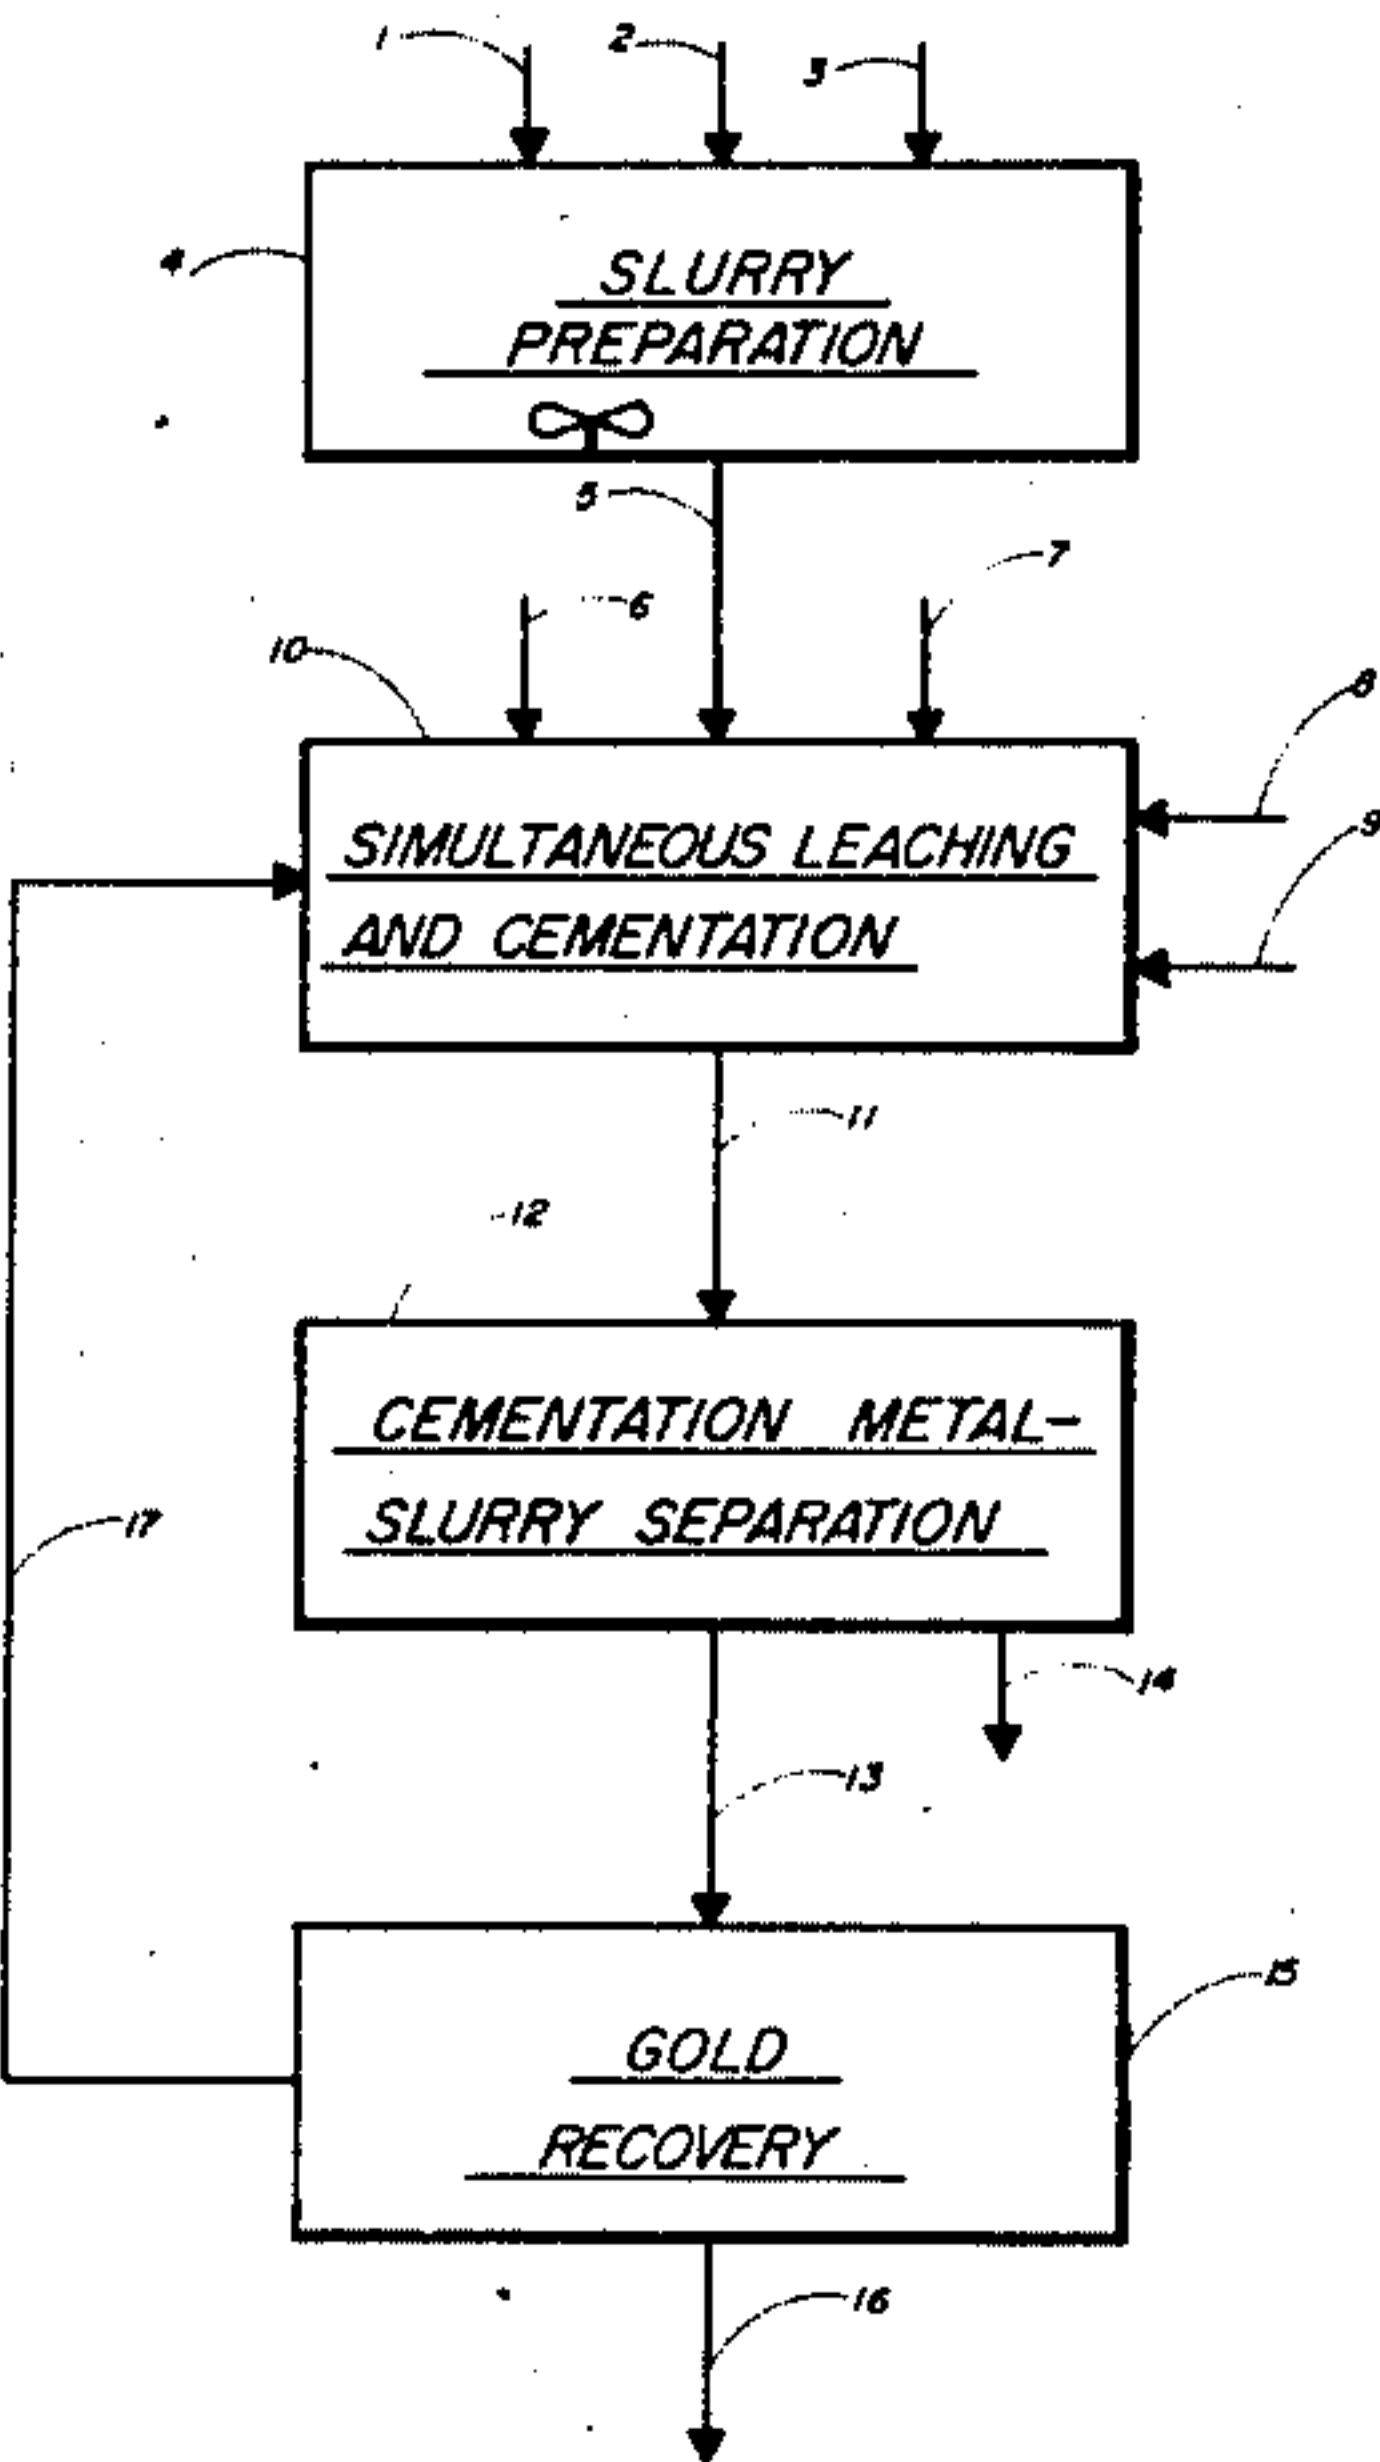 1
2
3
4
SLURRY
PREPARATION
5
7
6
10
8
SIMULTANEOUS LEACHING
9
AND CEMENTATION
11
12
CEMENTATION METAL-
SLURRY SEPARATION
17
14
13
15
GOLD
RECOVERY
16